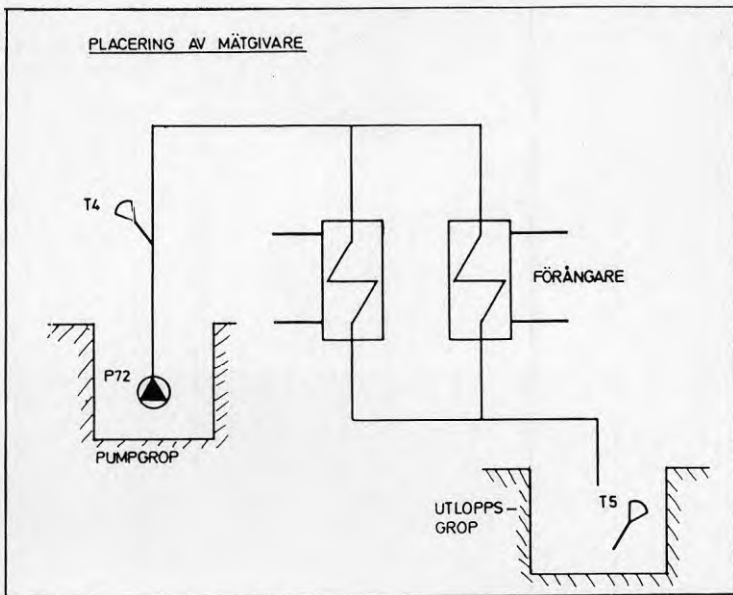 PLACERING AV MÄTGIVARE
T4
FÖRÅNGARE
P72
PUMPGROP
UTLOPPS-
GROP
T5